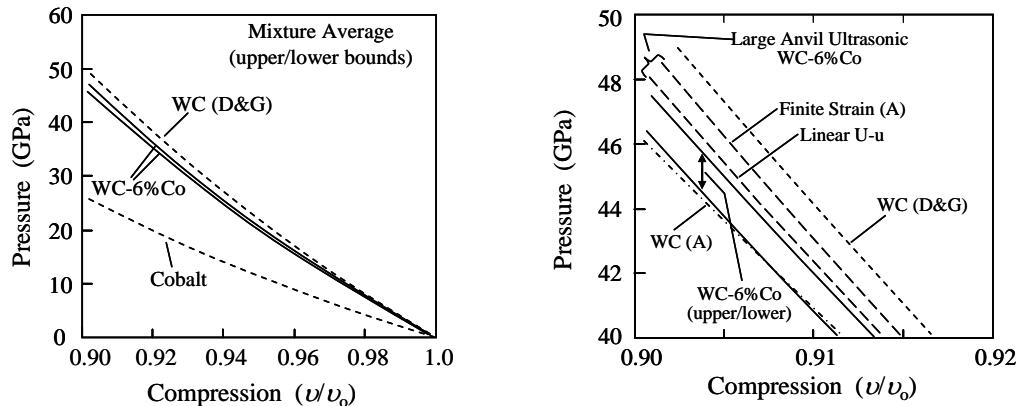 60
50
40
30
20
10
0
0.90
0.92
0.94
0.96
0.98
1.0
Pressure (GPa)
Compression (υ/υo)
Mixture Average
(upper/lower bounds)
WC (D&G)
WC-6%Co
Cobalt
50
48
46
44
42
40
0.90
0.91
0.92
Pressure (GPa)
Compression (υ/υo)
Large Anvil Ultrasonic
WC-6%Co
Finite Strain (A)
Linear U-u
WC (D&G)
WC (A)
WC-6%Co
(upper/lower)